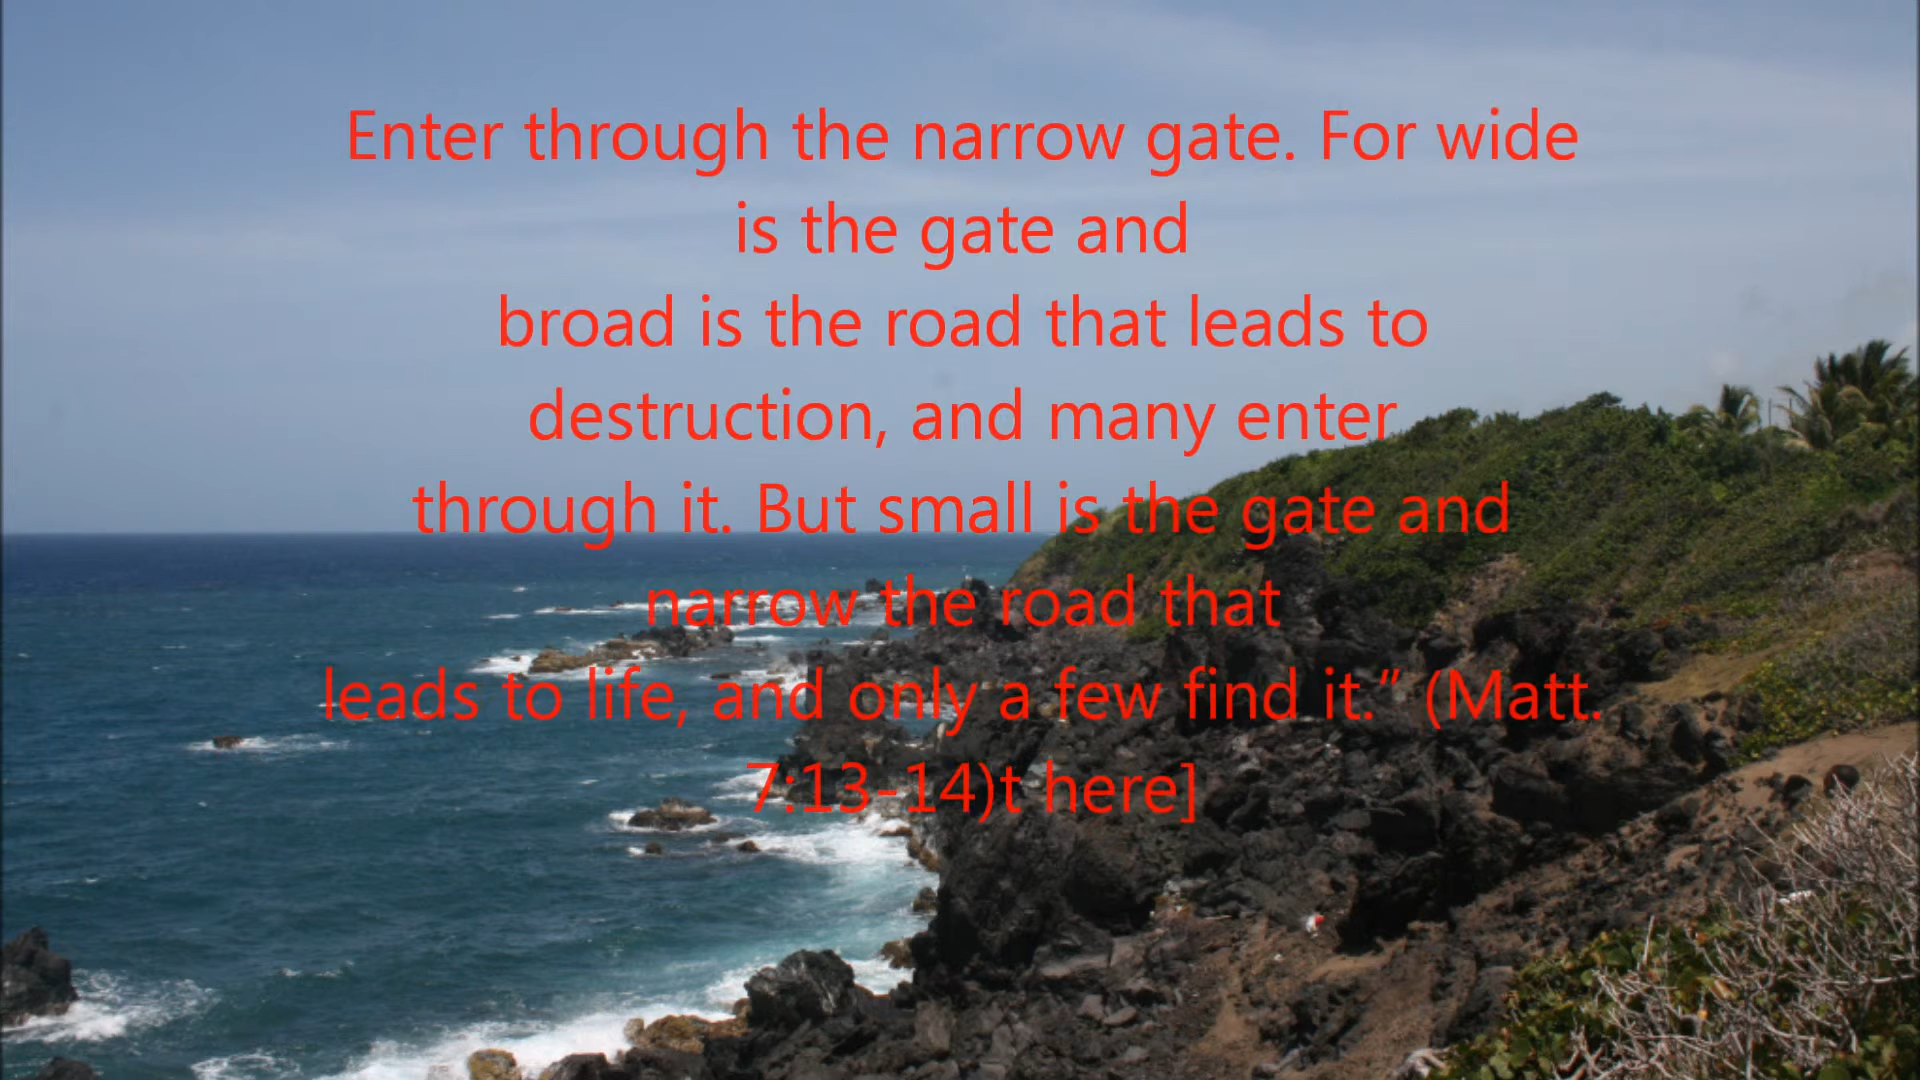 Enter through the narrow gate. For wide
is the gate and
broad is the road that leads to
destruction, and many enter
through it. But small is the gate and
narrow the road that
leads to life, and only a few find it.” (Matt.
7:13-14)t here]